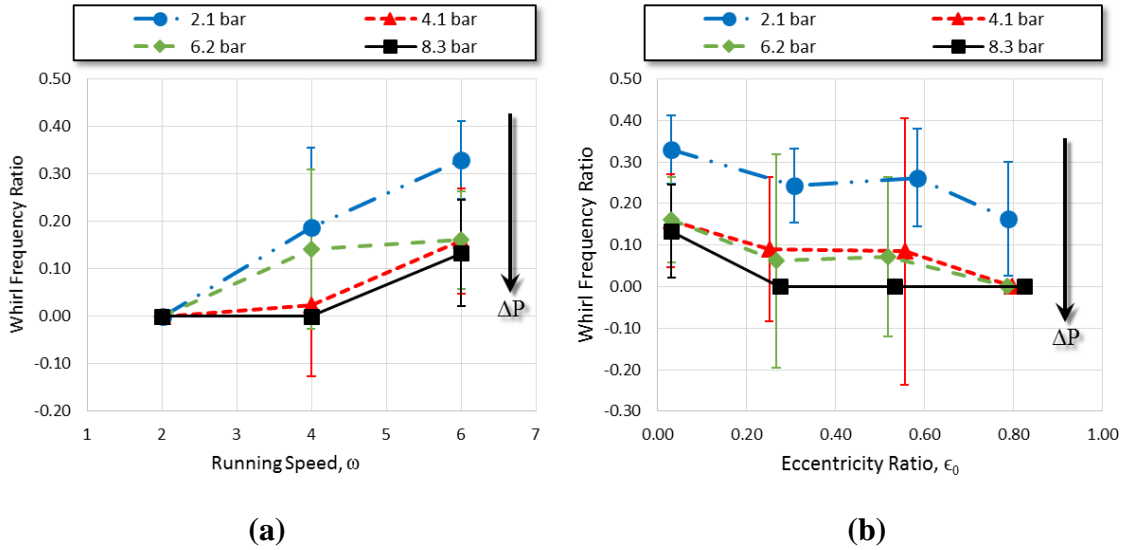 2.1 bar 4.1 bar
6.2 bar 8.3 bar
Whirl Frequency Ratio
0.50
0.40
0.30
0.20
0.10
0.00
-0.10
-0.20
1 2 3 4 5 6 7
Running Speed, ω
ΔP
(a)
2.1 bar 4.1 bar
6.2 bar 8.3 bar
Whirl Frequency Ratio
0.50
0.40
0.30
0.20
0.10
0.00
-0.10
-0.20
-0.30
0.00 0.20 0.40 0.60 0.80 1.00
Eccentricity Ratio, ϵ₀
ΔP
(b)